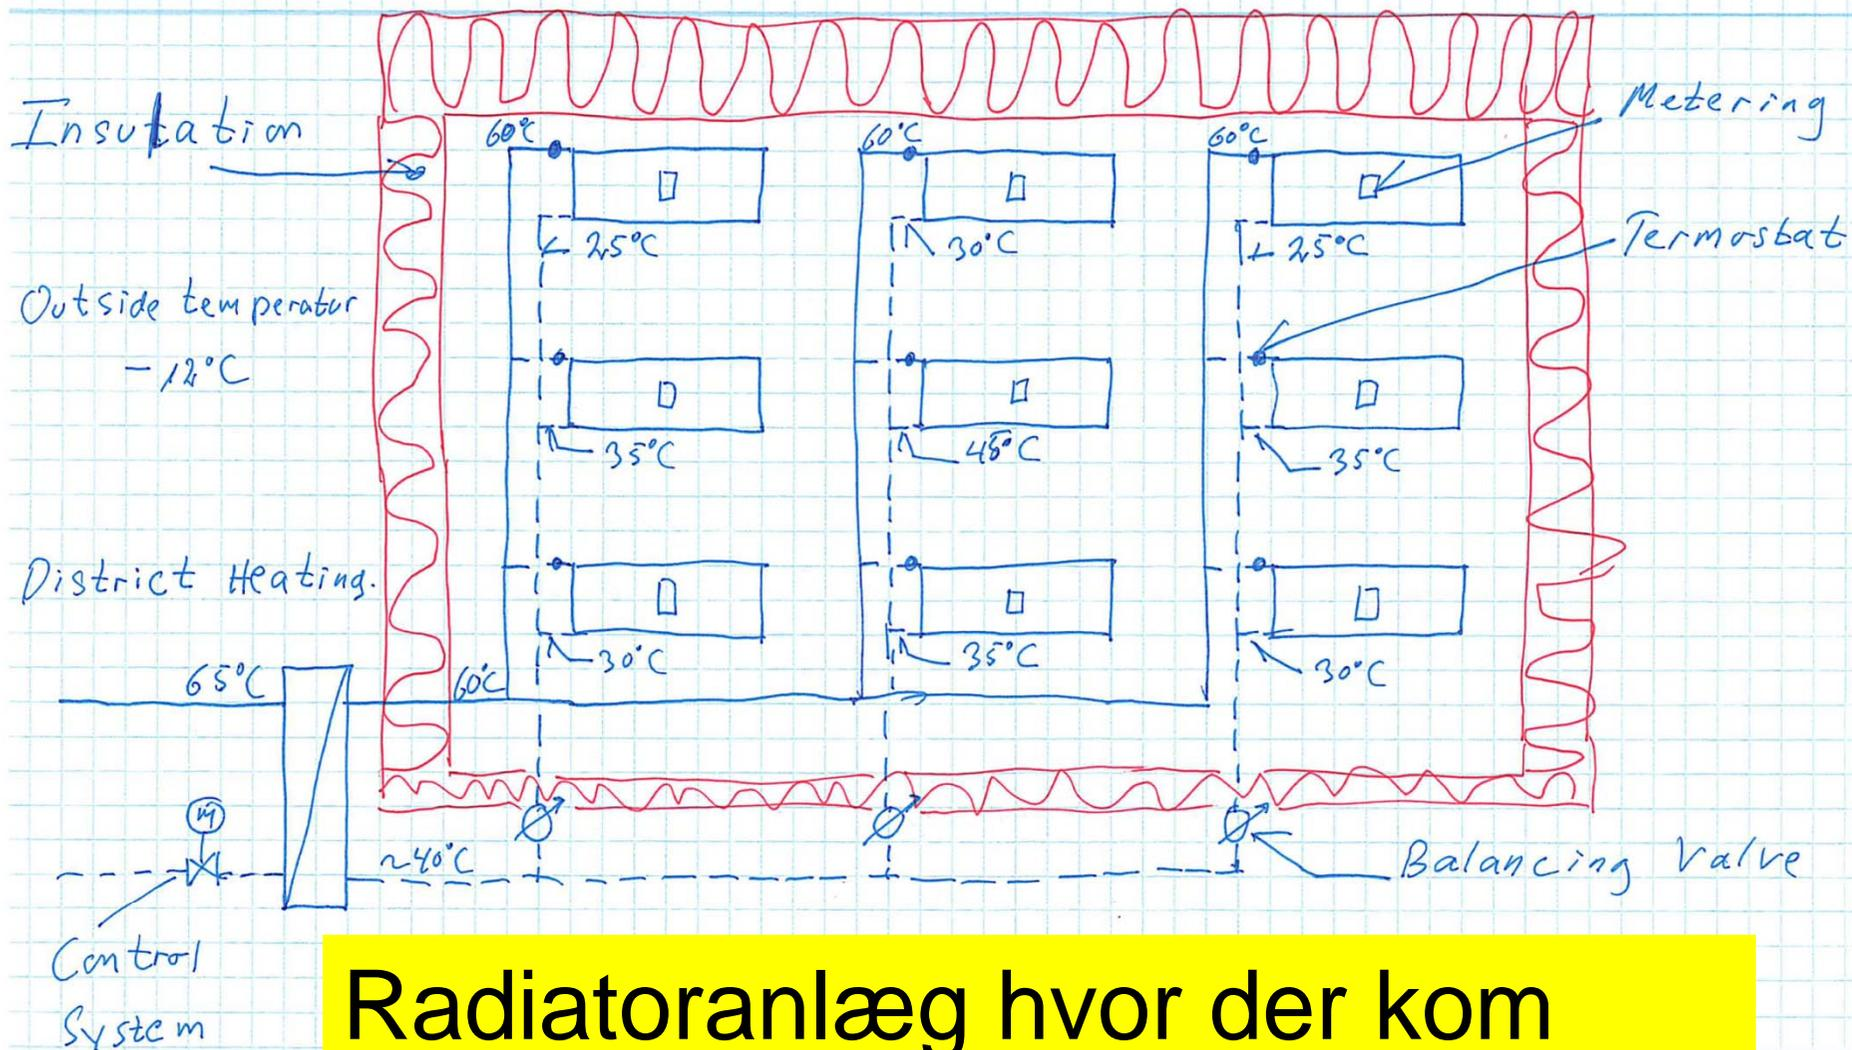 Insulation
Metering
60°C
60°C
60°C
25°C
30°C
25°C
Termostat
Outside temperatur
-12°C
35°C
45°C
35°C
District Heating.
30°C
35°C
30°C
65°C
60°C
M
~40°C
Balancing Valve
Control
System
Radiatoranlæg hvor der kom